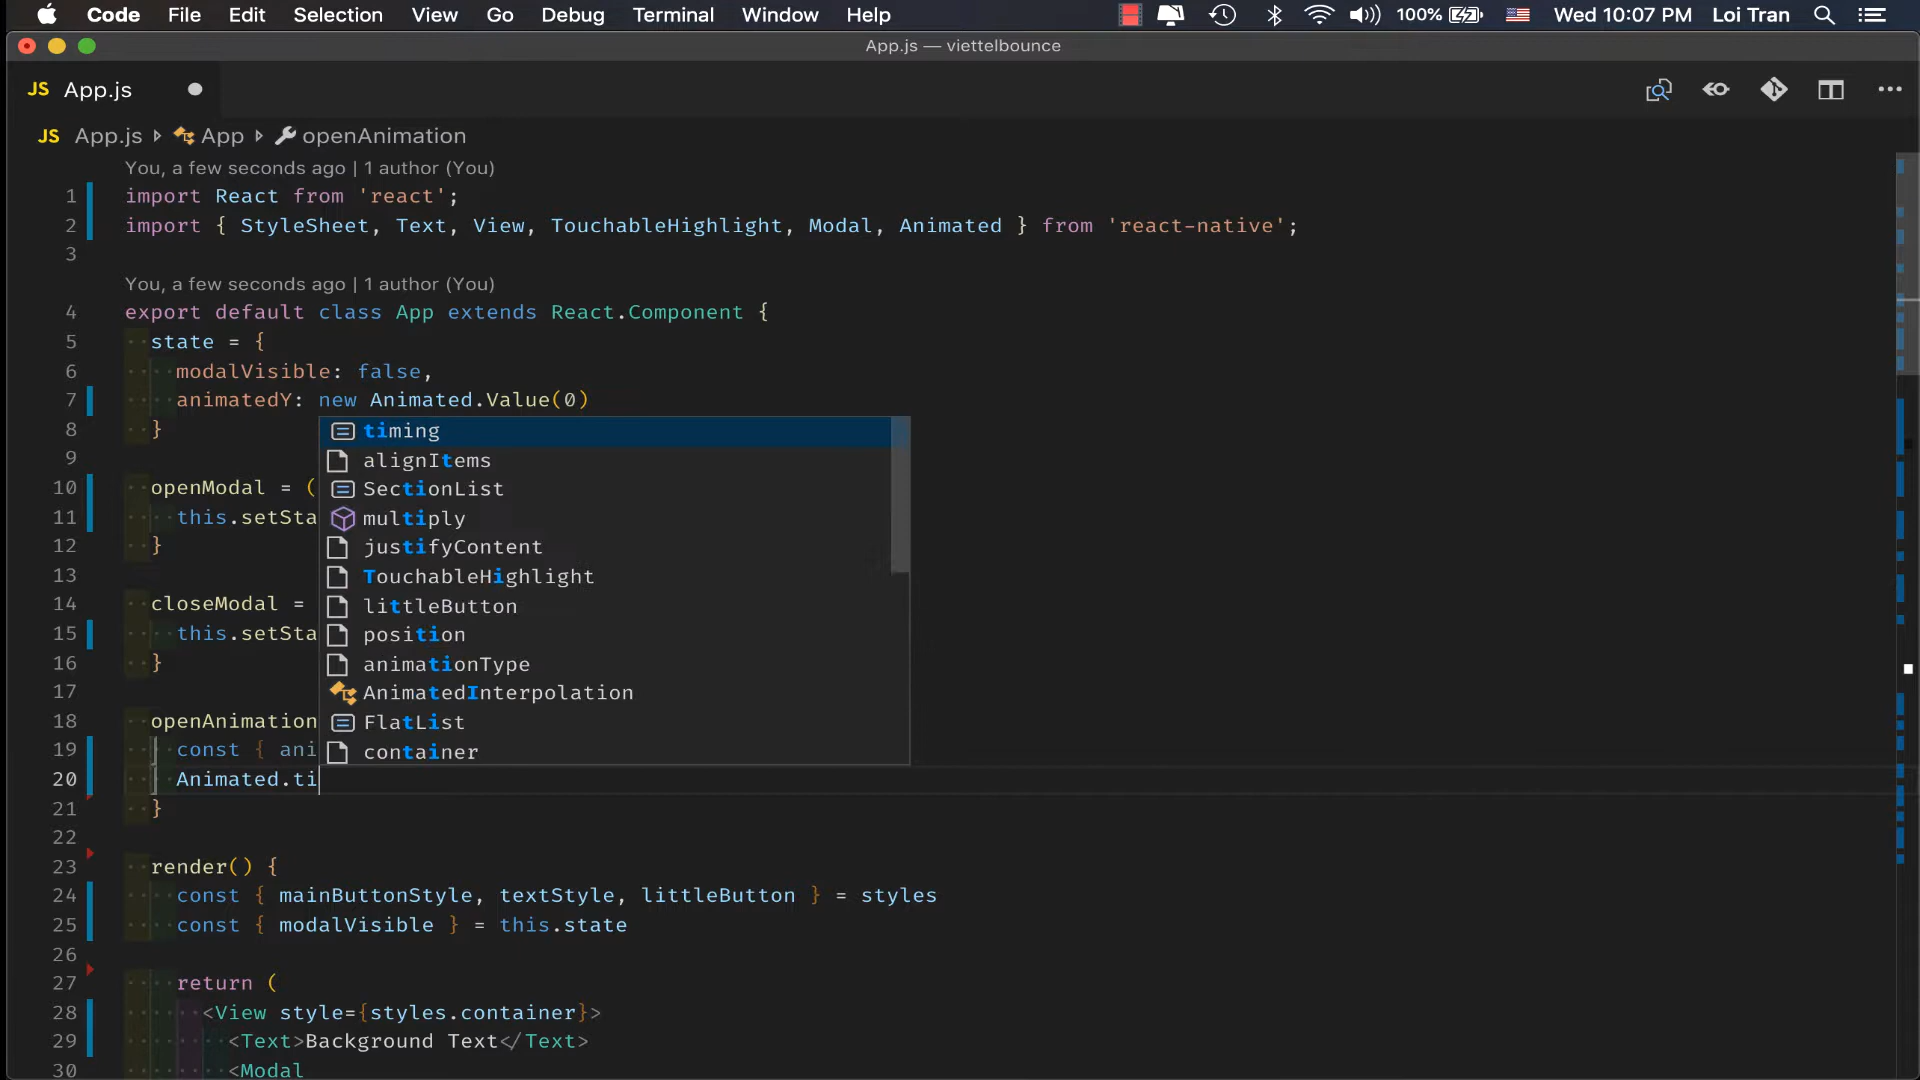 Code File Edit Selection View Go Debug Terminal Window Help 100% Wed 10:07 PM Loi Tran
App.js — viettelbounce
JS App.js
JS App.js App openAnimation
You, a few seconds ago | 1 author (You)
1 import React from 'react';
2 import { StyleSheet, Text, View, TouchableHighlight, Modal, Animated } from 'react-native';
3
You, a few seconds ago | 1 author (You)
4 export default class App extends React.Component {
5 state = {
6 modalVisible: false,
7 animatedY: new Animated.Value(0)
8 }
timing
alignItems
9
SectionList
10 openModal = (
11 this.setSta
multiply
12 }
justifyContent
13
TouchableHighlight
14 closeModal =
littleButton
15 this.setSta
position
16 }
animationType
17
AnimatedInterpolation
18 openAnimation
FlatList
19 const { ani
container
20 Animated.ti
21 }
22
23 render() {
24 const { mainButtonStyle, textStyle, littleButton } = styles
25 const { modalVisible } = this.state
26
27 return (
28 <View style={styles.container}>
29 <Text>Background Text</Text>
30 <Modal